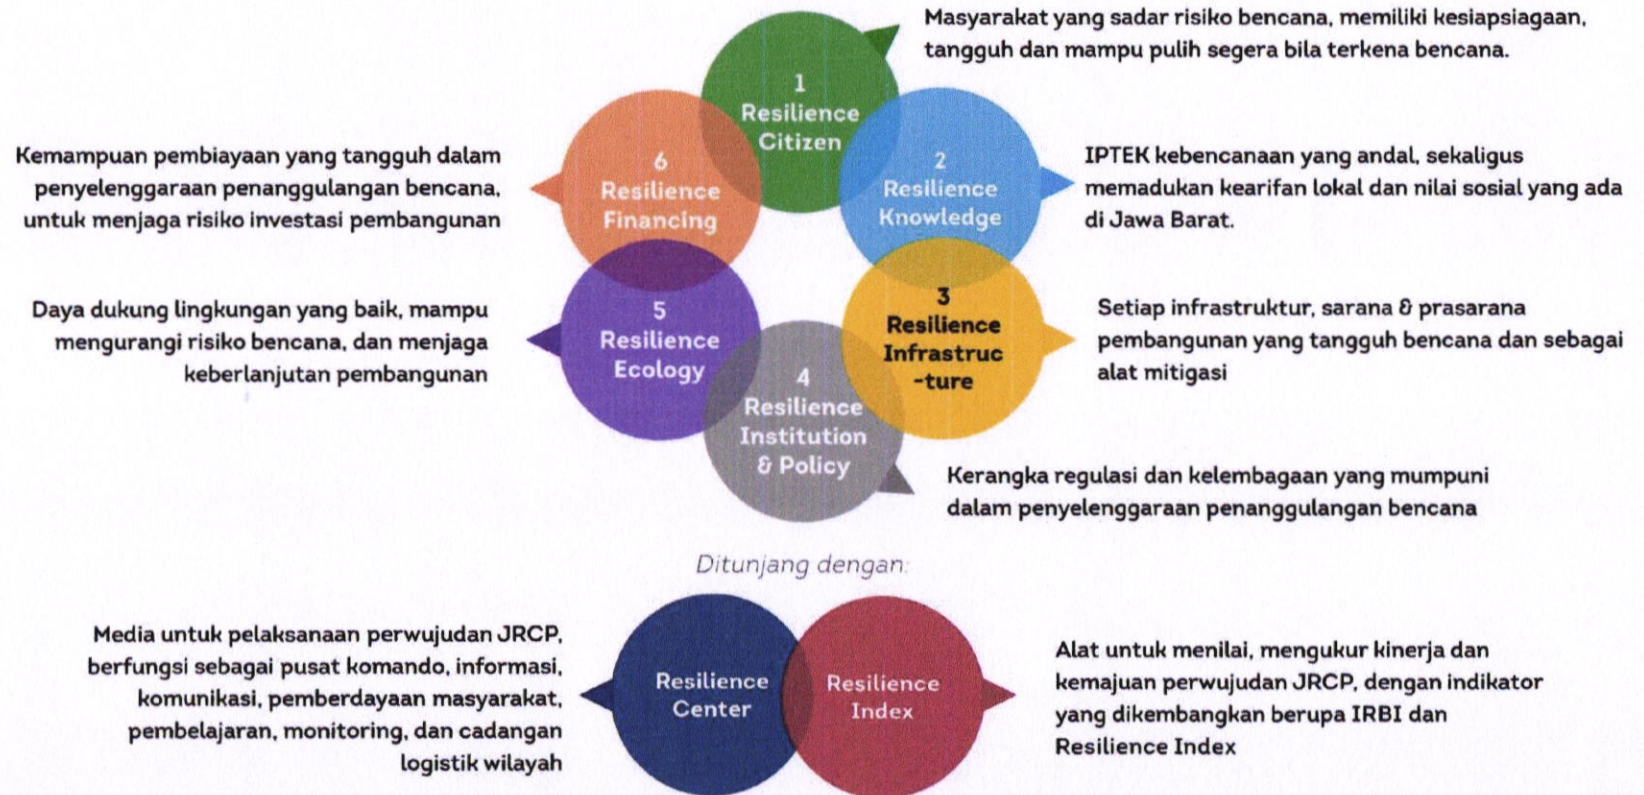 1
Resilience
Citizen
Masyarakat yang sadar risiko bencana, memiliki kesiapsiagaan,
tangguh dan mampu pulih segera bila terkena bencana.
2
Resilience
Knowledge
IPTEK kebencanaan yang andal, sekaligus
memadukan kearifan lokal dan nilai sosial yang ada
di Jawa Barat.
3
Resilience
Infrastruc
-ture
Setiap infrastruktur, sarana & prasarana
pembangunan yang tangguh bencana dan sebagai
alat mitigasi
4
Resilience
Institution
& Policy
Kerangka regulasi dan kelembagaan yang mumpuni
dalam penyelenggaraan penanggulangan bencana
5
Resilience
Ecology
Daya dukung lingkungan yang baik, mampu
mengurangi risiko bencana, dan menjaga
keberlanjutan pembangunan
6
Resilience
Financing
Kemampuan pembiayaan yang tangguh dalam
penyelenggaraan penanggulangan bencana,
untuk menjaga risiko investasi pembangunan
Ditunjang dengan:
Resilience
Center
Media untuk pelaksanaan perwujudan JRCP,
berfungsi sebagai pusat komando, informasi,
komunikasi, pemberdayaan masyarakat,
pembelajaran, monitoring, dan cadangan
logistik wilayah
Resilience
Index
Alat untuk menilai, mengukur kinerja dan
kemajuan perwujudan JRCP, dengan indikator
yang dikembangkan berupa IRBI dan
Resilience Index